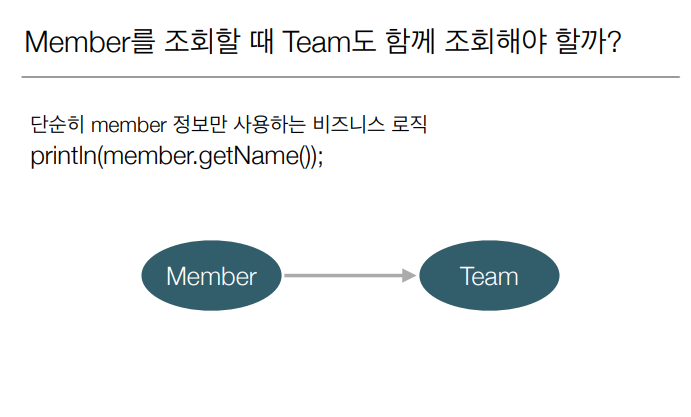 Member를 조회할 때 Team도 함께 조회해야 할까?
단순히 member 정보만 사용하는 비즈니스 로직
println(member.getName());
Member
Team